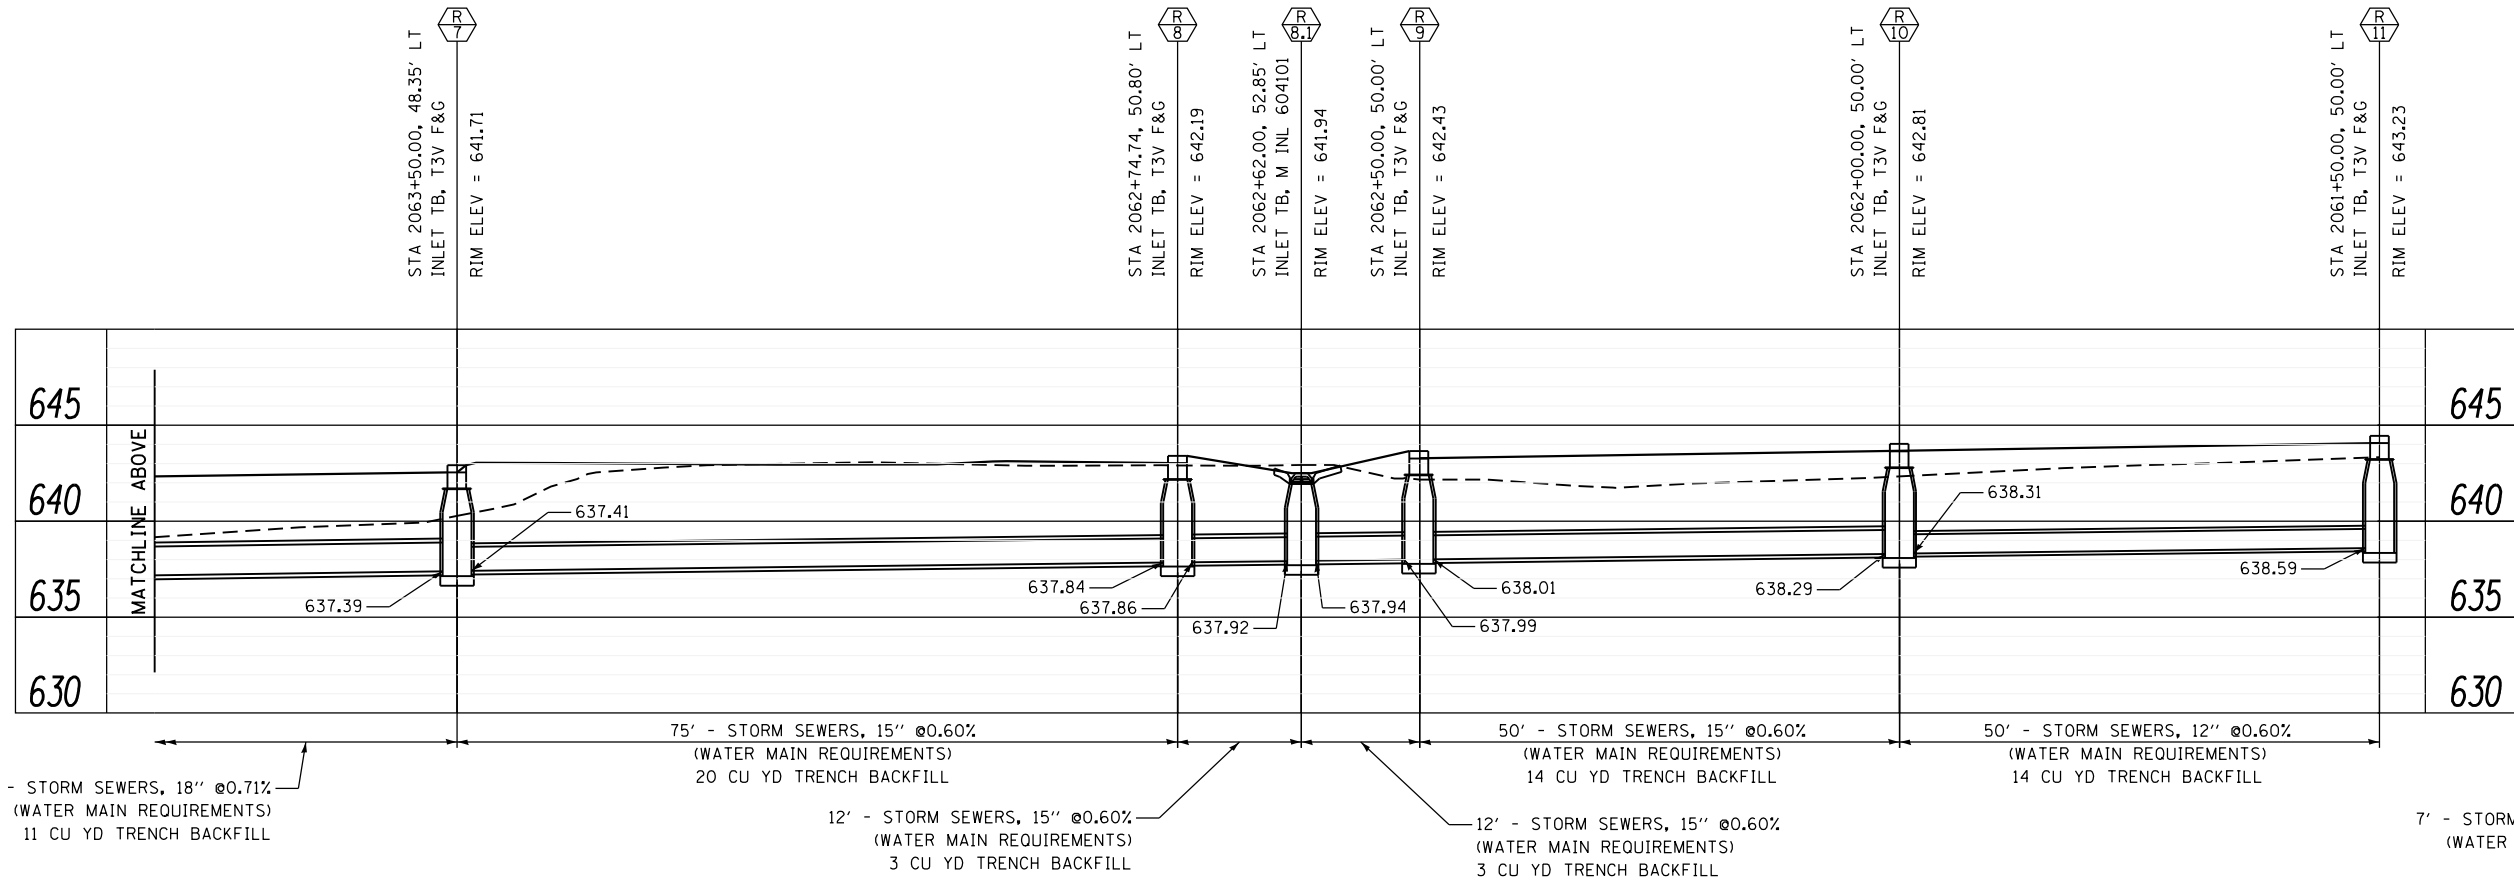 R
7
STA 2063+50.00, 48.35' LT
INLET TB, T3V F&G
RIM ELEV = 641.71
R
8
STA 2062+74.74, 50.80' LT
INLET TB, T3V F&G
RIM ELEV = 642.19
R
8.1
STA 2062+62.00, 52.85' LT
INLET TB, M INL 604101
RIM ELEV = 641.94
R
9
STA 2062+50.00, 50.00' LT
INLET TB, T3V F&G
RIM ELEV = 642.43
R
10
STA 2062+00.00, 50.00' LT
INLET TB, T3V F&G
RIM ELEV = 642.81
R
11
STA 2061+50.00, 50.00' LT
INLET TB, T3V F&G
RIM ELEV = 643.23
645
640
635
630
645
640
635
630
MATCHLINE ABOVE
637.39
637.41
637.84
637.86
637.92
637.94
637.99
638.01
638.29
638.31
638.59
- STORM SEWERS, 18'' @0.71%
(WATER MAIN REQUIREMENTS)
11 CU YD TRENCH BACKFILL
75' - STORM SEWERS, 15'' @0.60%
(WATER MAIN REQUIREMENTS)
20 CU YD TRENCH BACKFILL
12' - STORM SEWERS, 15'' @0.60%
(WATER MAIN REQUIREMENTS)
3 CU YD TRENCH BACKFILL
12' - STORM SEWERS, 15'' @0.60%
(WATER MAIN REQUIREMENTS)
3 CU YD TRENCH BACKFILL
50' - STORM SEWERS, 15'' @0.60%
(WATER MAIN REQUIREMENTS)
14 CU YD TRENCH BACKFILL
50' - STORM SEWERS, 12'' @0.60%
(WATER MAIN REQUIREMENTS)
14 CU YD TRENCH BACKFILL
7' - STORM
(WATER